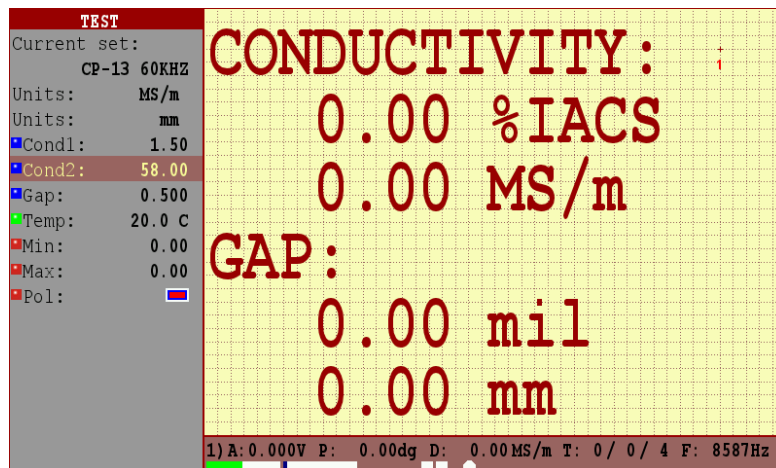 TEST
Current set:
CP-13 60KHZ
Units: MS/m
Units: mm
Cond1: 1.50
Cond2: 58.00
Gap: 0.500
Temp: 20.0 C
Min: 0.00
Max: 0.00
Pol:
CONDUCTIVITY:
1
0.00 %IACS
0.00 MS/m
GAP:
0.00 mil
0.00 mm
1)A:0.000V P: 0.00dg D: 0.00MS/m T: 0/ 0/ 4 F: 8587Hz